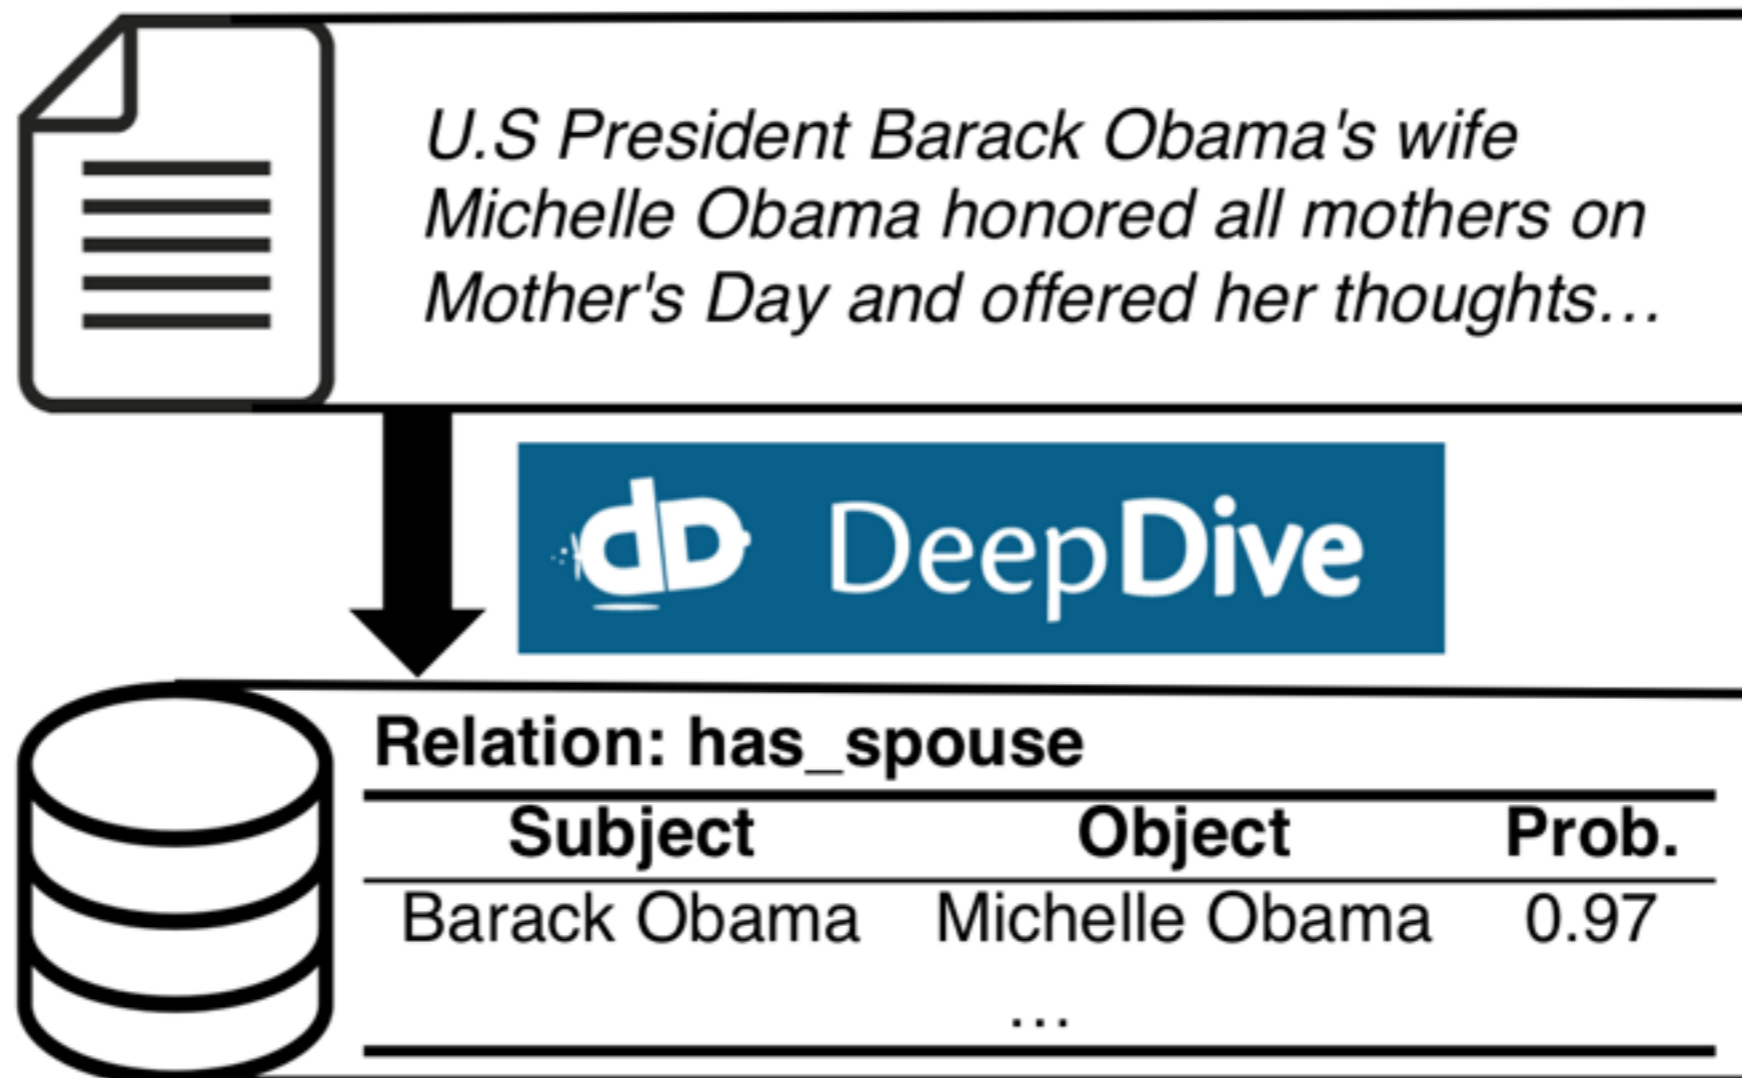 U.S President Barack Obama's wife
Michelle Obama honored all mothers on
Mother's Day and offered her thoughts…
dD DeepDive
Relation: has_spouse
Subject Object Prob.
Barack Obama Michelle Obama 0.97
…